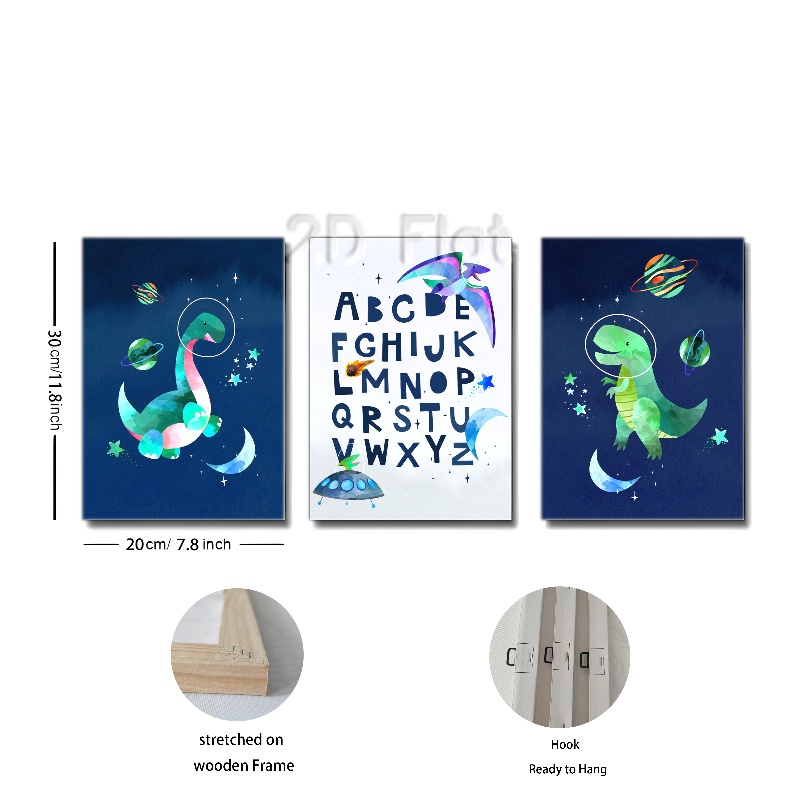 2D Flat
ABCDE
FGHIJK
LMNOP
QRSTU
VWXYZ
30cm/11.8inch
20cm/ 7.8 inch
stretched on
wooden Frame
Hook
Ready to Hang